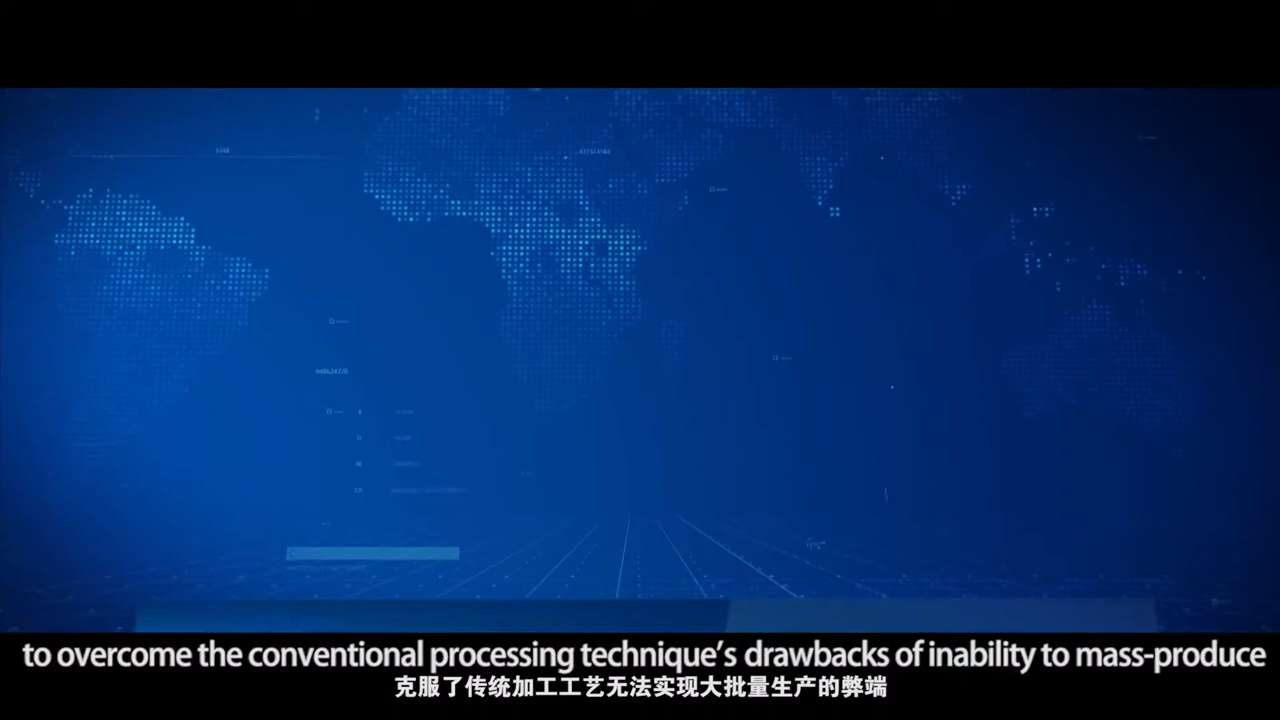 to overcome the conventional processing technique's drawbacks of inability to mass-produce
克服了传统加工工艺无法实现大批量生产的弊端